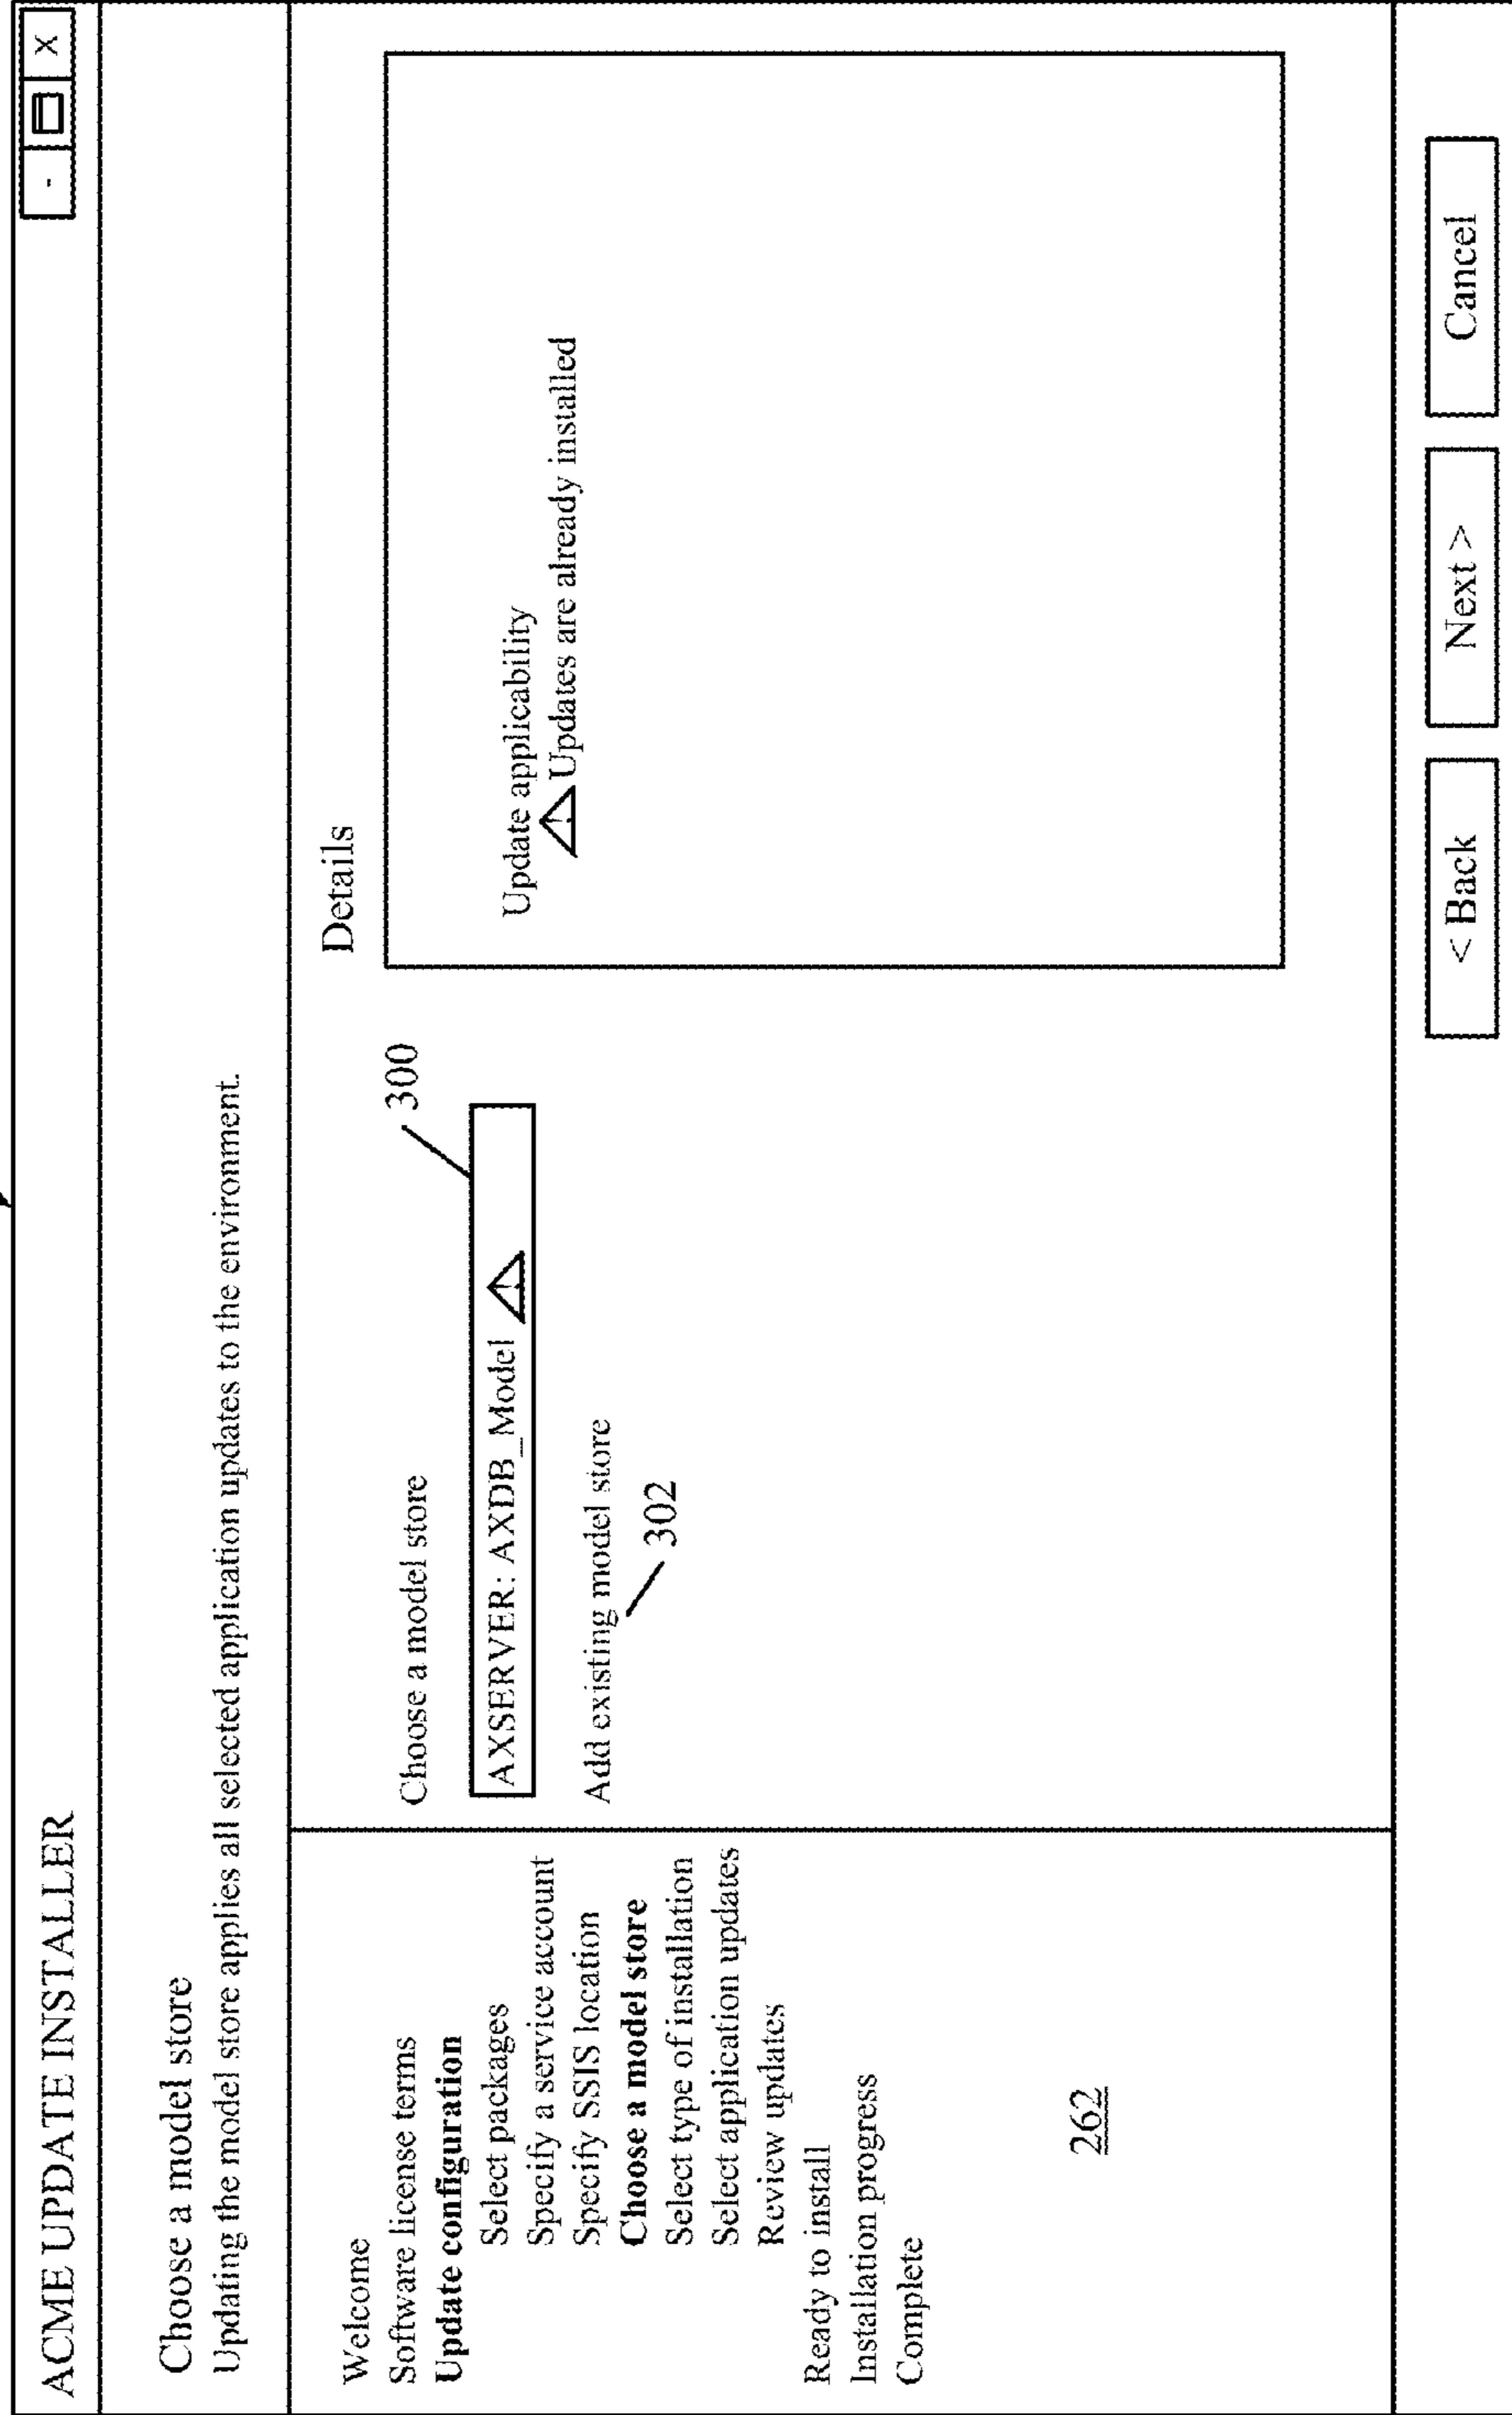 ACME UPDATE INSTALLER
- X
Choose a model store
Updating the model store applies all selected application updates to the environment.
Welcome
Software license terms
Update configuration
Select packages
Specify a service account
Specify SSIS location
Choose a model store
Select type of installation
Select application updates
Review updates
Ready to install
Installation progress
Complete
262
Choose a model store
300
AXSERVER: AXDB_Model !
Add existing model store
302
Details
Update applicability
! Updates are already installed
< Back
Next >
Cancel